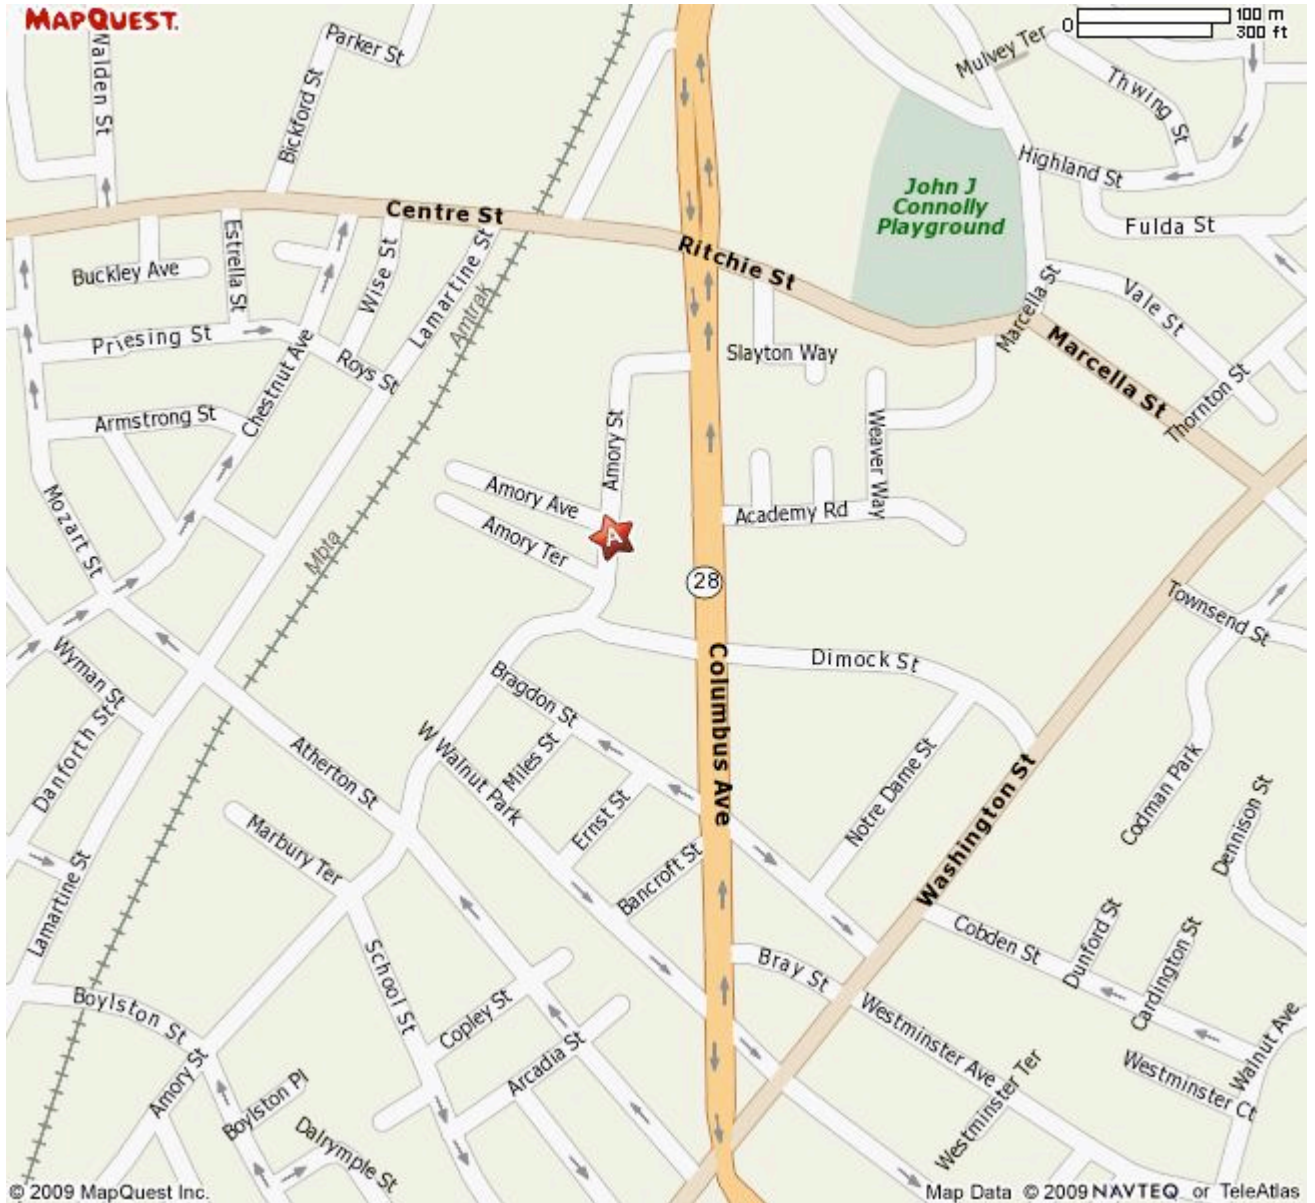 MAPQUEST.
0
100 m
300 ft
Walden St
Parker St
Bickford St
Mulvey Ter
Thwing St
Highland St
John J
Connolly
Playground
Fulda St
Centre St
Ritchie St
Estrella St
Buckley Ave
Wise St
Lamartine St
Amtrak
Marcella St
Vale St
Priesing St
Roys St
Chestnut Ave
Slayton Way
Marcella St
Thornton St
Armstrong St
Amory St
Weaver Way
Mozart St
Amory Ave
Academy Rd
A
Amory Ter
Mbta
28
Townsend St
Wyman St
Dimock St
Columbus Ave
Bragdon St
Danforth St
Atherton St
W Walnut Park
Miles St
Ernst St
Notre Dame St
Washington St
Codman Park
Dennison St
Marbury Ter
Bancroft St
Lamartine St
School St
Bray St
Cobden St
Dunford St
Cardington St
Boylston St
Copley St
Arcadia St
Westminster Ave
Westminster Ter
Westminster Ct
Walnut Ave
Amory St
Boylston Pl
Dalrymple St
© 2009 MapQuest Inc.
Map Data © 2009 NAVTEQ or TeleAtlas